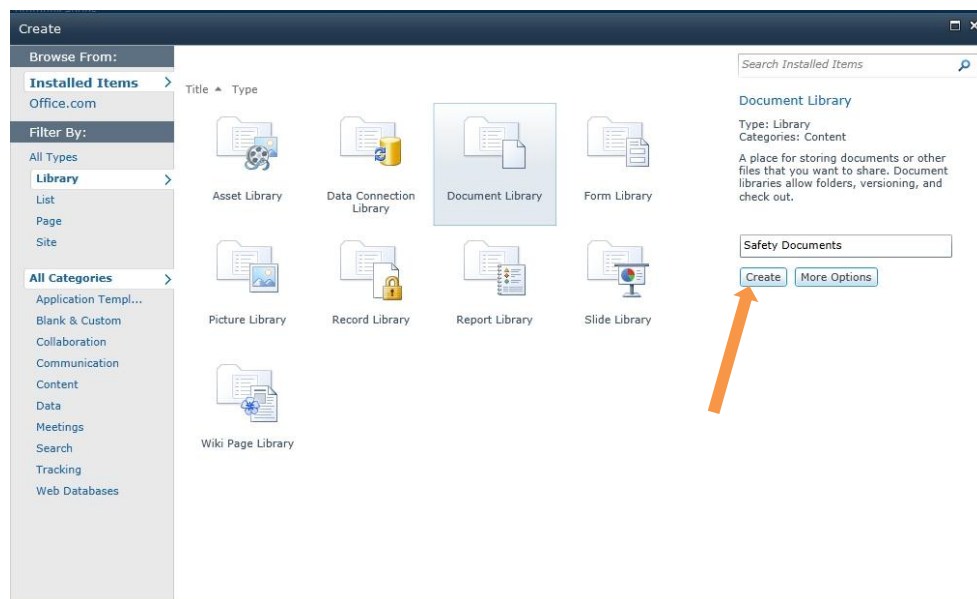 Create
Browse From:
Installed Items
Office.com
Filter By:
All Types
Library
List
Page
Site
All Categories
Application Templ...
Blank & Custom
Collaboration
Communication
Content
Data
Meetings
Search
Tracking
Web Databases
Title Type
Asset Library
Data Connection
Library
Document Library
Form Library
Picture Library
Record Library
Report Library
Slide Library
Wiki Page Library
Search Installed Items
Document Library
Type: Library
Categories: Content
A place for storing documents or other
files that you want to share. Document
libraries allow folders, versioning, and
check out.
Safety Documents
Create More Options